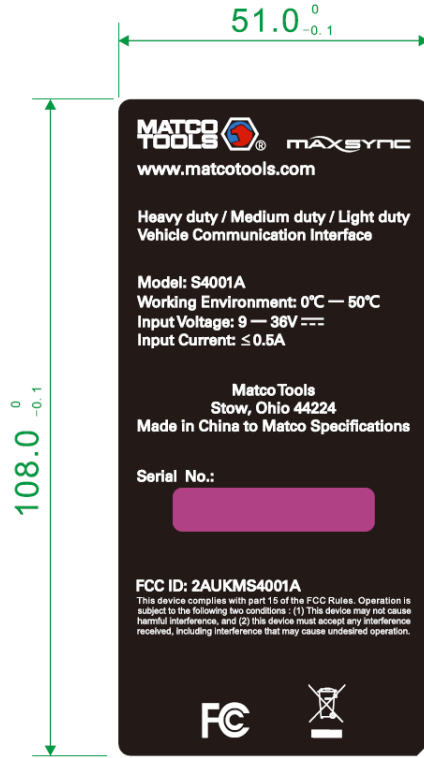 51.0 0 -0.1
108.0 0 -0.1
MATCO TOOLS ® MAXSYNC
www.matcotools.com
Heavy duty / Medium duty / Light duty
Vehicle Communication Interface
Model: S4001A
Working Environment: 0℃ — 50℃
Input Voltage: 9 — 36V ⎓
Input Current: ≤ 0.5A
Matco Tools
Stow, Ohio 44224
Made in China to Matco Specifications
Serial No.:
FCC ID: 2AUKMS4001A
This device complies with part 15 of the FCC Rules. Operation is
subject to the following two conditions : (1) This device may not cause
harmful interference, and (2) this device must accept any interference
received, including interference that may cause undesired operation.
FC